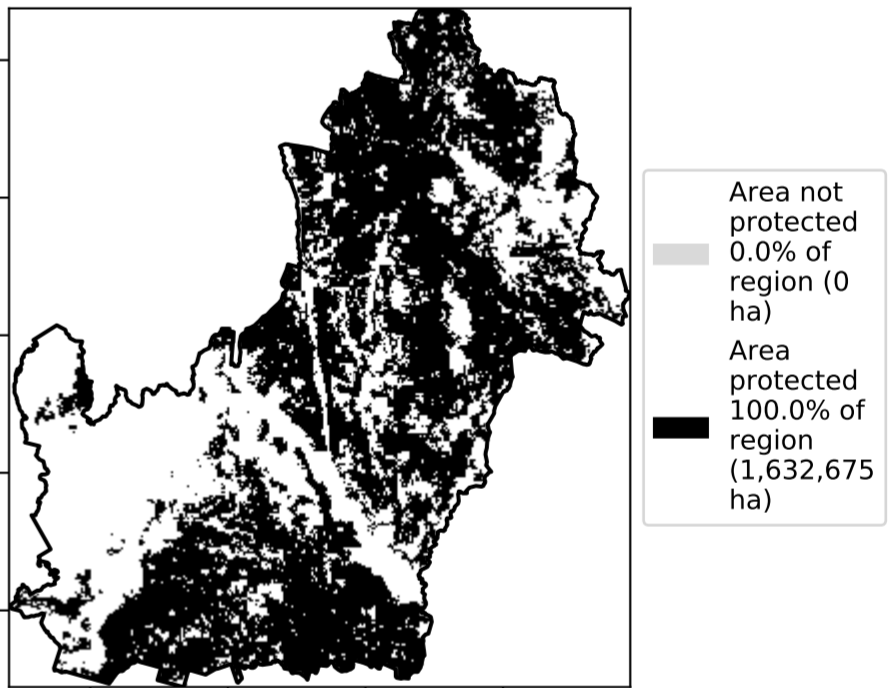 Area not
protected
0.0% of
region (0
ha)
Area
protected
100.0% of
region
(1,632,675
ha)